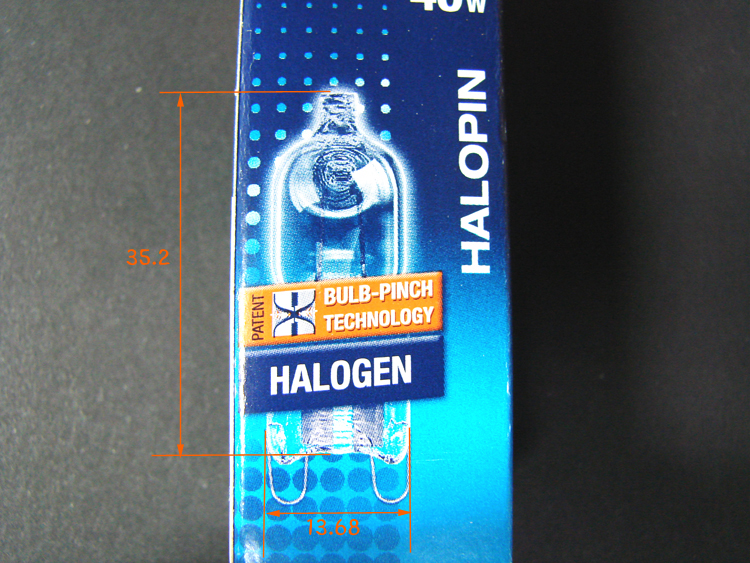 40W
HALOPIN
35.2
PATENT
BULB-PINCH
TECHNOLOGY
HALOGEN
13.68